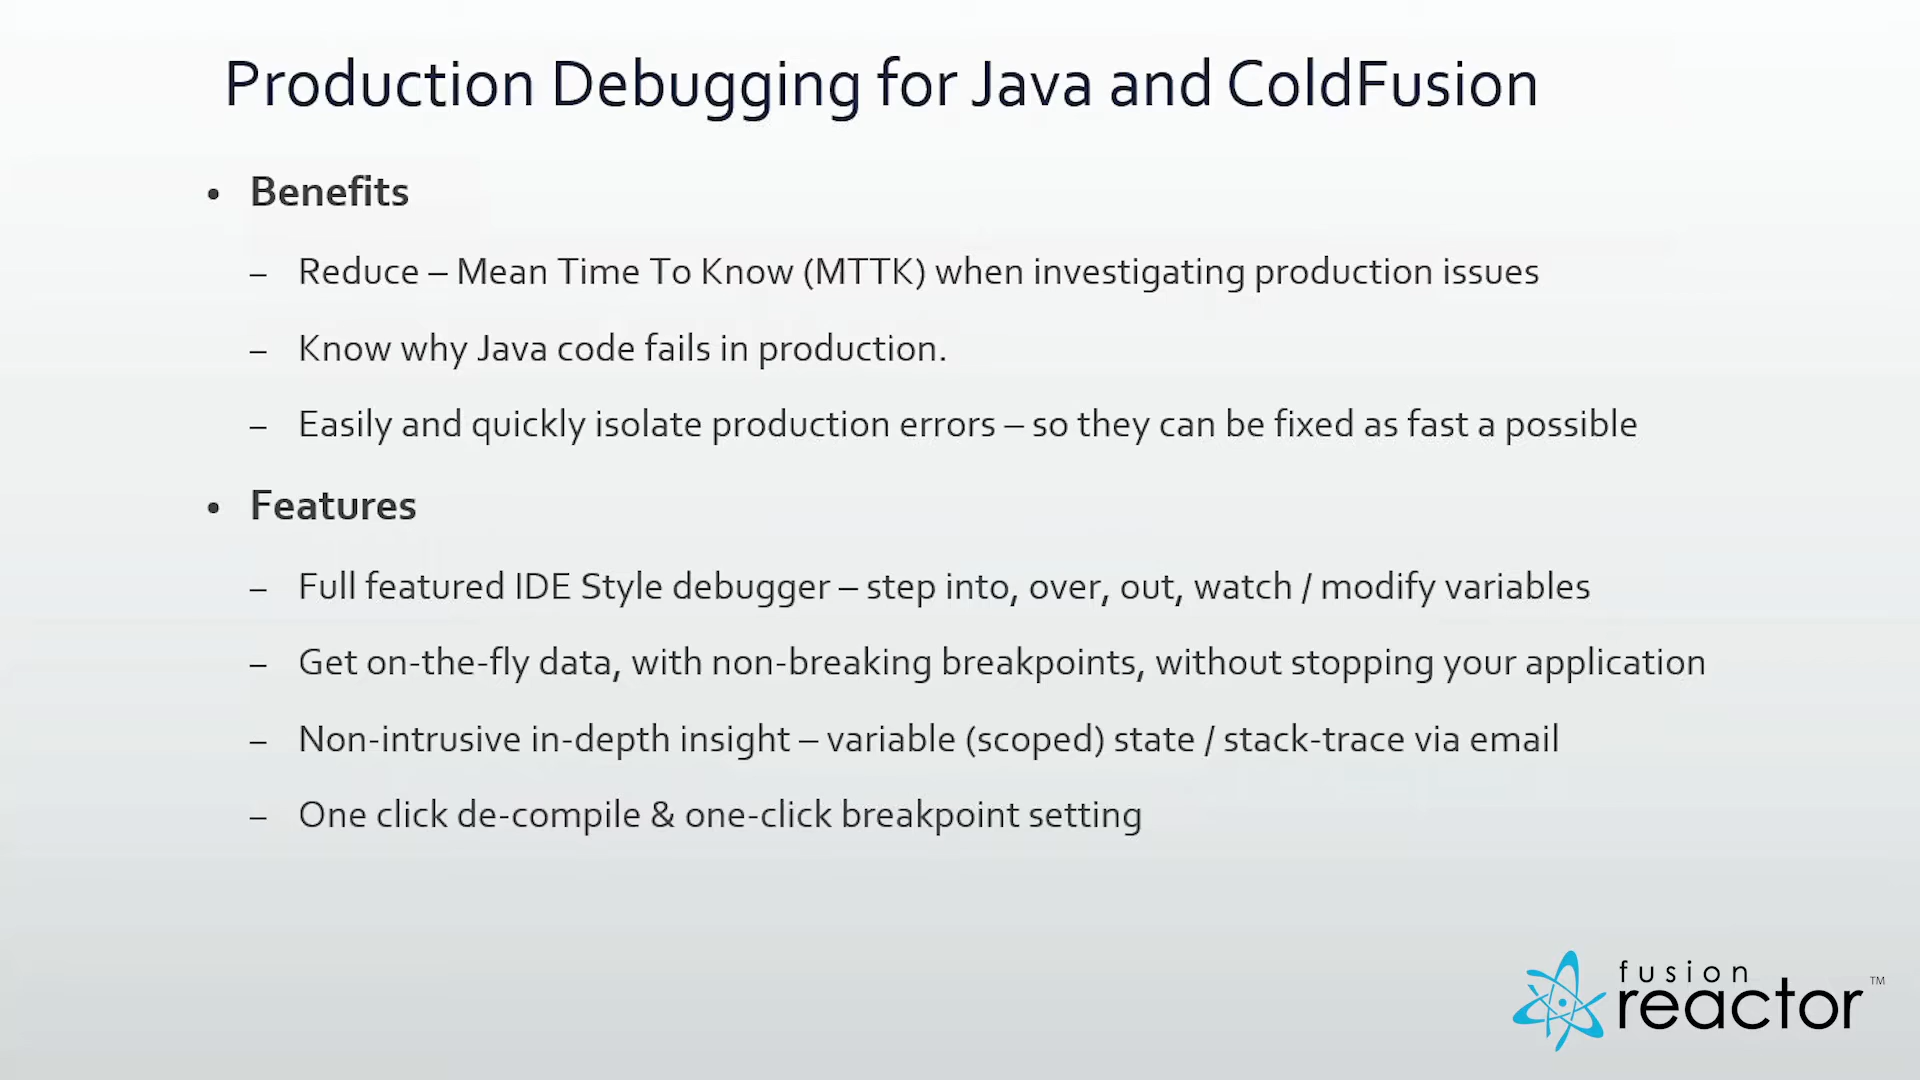 Production Debugging for Java and ColdFusion
• Benefits
– Reduce – Mean Time To Know (MTTK) when investigating production issues
– Know why Java code fails in production.
– Easily and quickly isolate production errors – so they can be fixed as fast a possible
• Features
– Full featured IDE Style debugger – step into, over, out, watch / modify variables
– Get on-the-fly data, with non-breaking breakpoints, without stopping your application
– Non-intrusive in-depth insight – variable (scoped) state / stack-trace via email
– One click de-compile & one-click breakpoint setting
fusion
reactor™